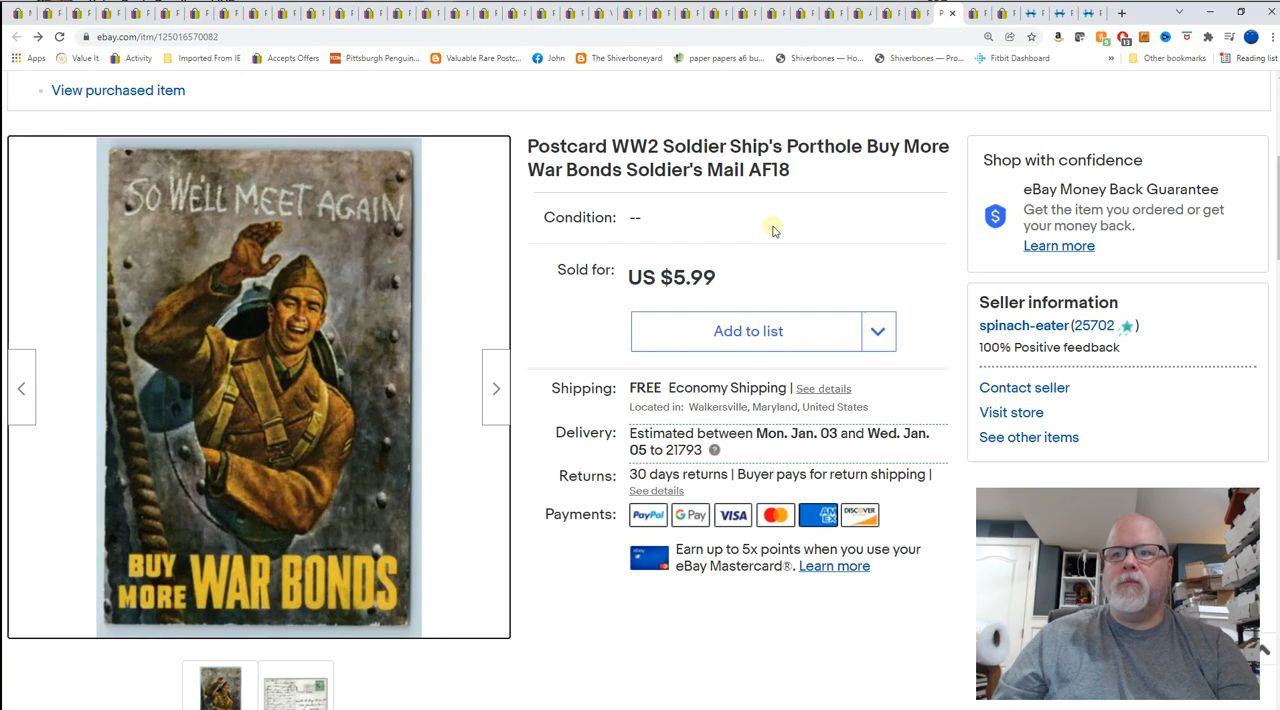 ebay.com/itm/125016570082
Apps
Value It
Activity
Imported From IE
Accepts Offers
Pittsburgh Penguin...
Valuable Rare Postc...
John
The Shiverboneyard
paper papers a6 bu...
Shiverbones — Ho...
Shiverbones — Pro...
Fitbit Dashboard
»
Other bookmarks
Reading list
View purchased item
SO WE'LL MEET AGAIN
BUY
MORE WAR BONDS
Postcard WW2 Soldier Ship's Porthole Buy More
War Bonds Soldier's Mail AF18
Condition: --
Sold for: US $5.99
Add to list
Shipping: FREE Economy Shipping | See details
Located in: Walkersville, Maryland, United States
Delivery: Estimated between Mon. Jan. 03 and Wed. Jan.
05 to 21793
Returns: 30 days returns | Buyer pays for return shipping |
See details
Payments: PayPal G Pay VISA AMEX DISCOVER
Earn up to 5x points when you use your
eBay Mastercard®. Learn more
Shop with confidence
eBay Money Back Guarantee
Get the item you ordered or get
your money back.
Learn more
Seller information
spinach-eater (25702)
100% Positive feedback
Contact seller
Visit store
See other items